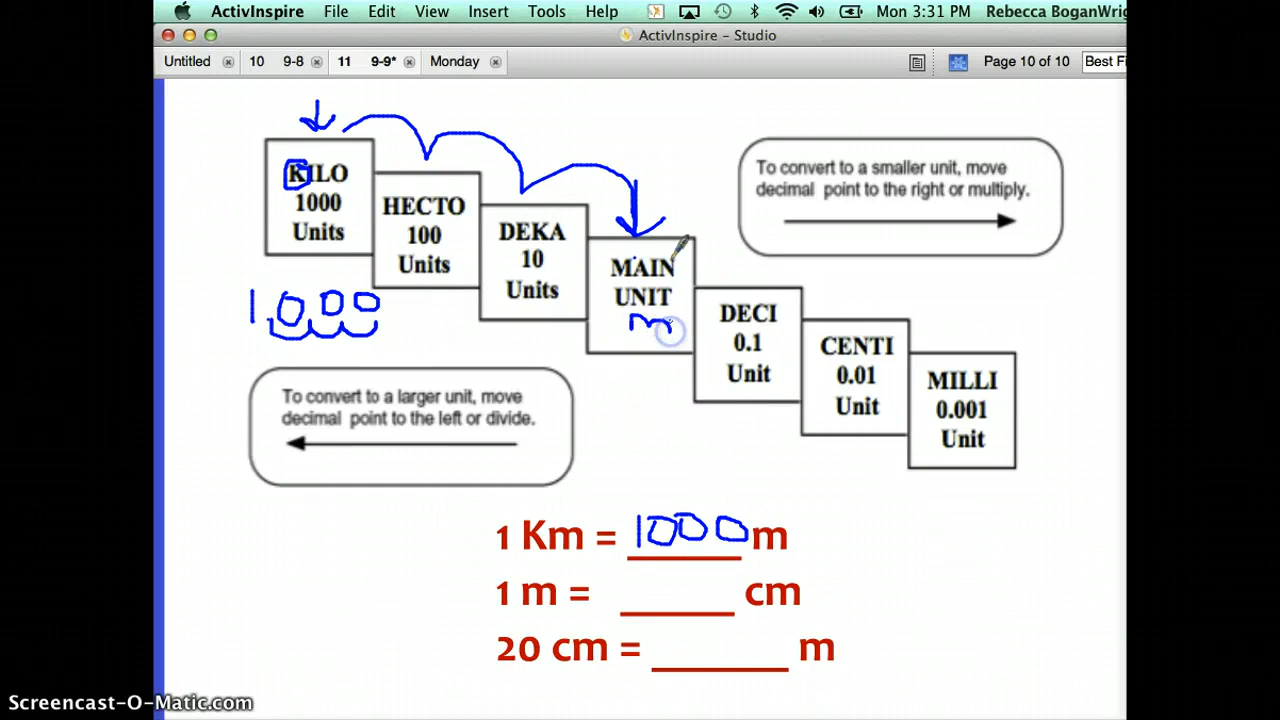 ActivInspire File Edit View Insert Tools Help Mon 3:31 PM Rebecca BoganWrig
ActivInspire - Studio
Untitled 10 9-8 11 9-9* Monday Page 10 of 10 Best Fi
KILO
1000
Units
HECTO
100
Units
DEKA
10
Units
MAIN
UNIT
m
DECI
0.1
Unit
CENTI
0.01
Unit
MILLI
0.001
Unit
To convert to a smaller unit, move
decimal point to the right or multiply.
1.000
To convert to a larger unit, move
decimal point to the left or divide.
1 Km = 1000 m
1 m = ______ cm
20 cm = _______ m
Screencast-O-Matic.com